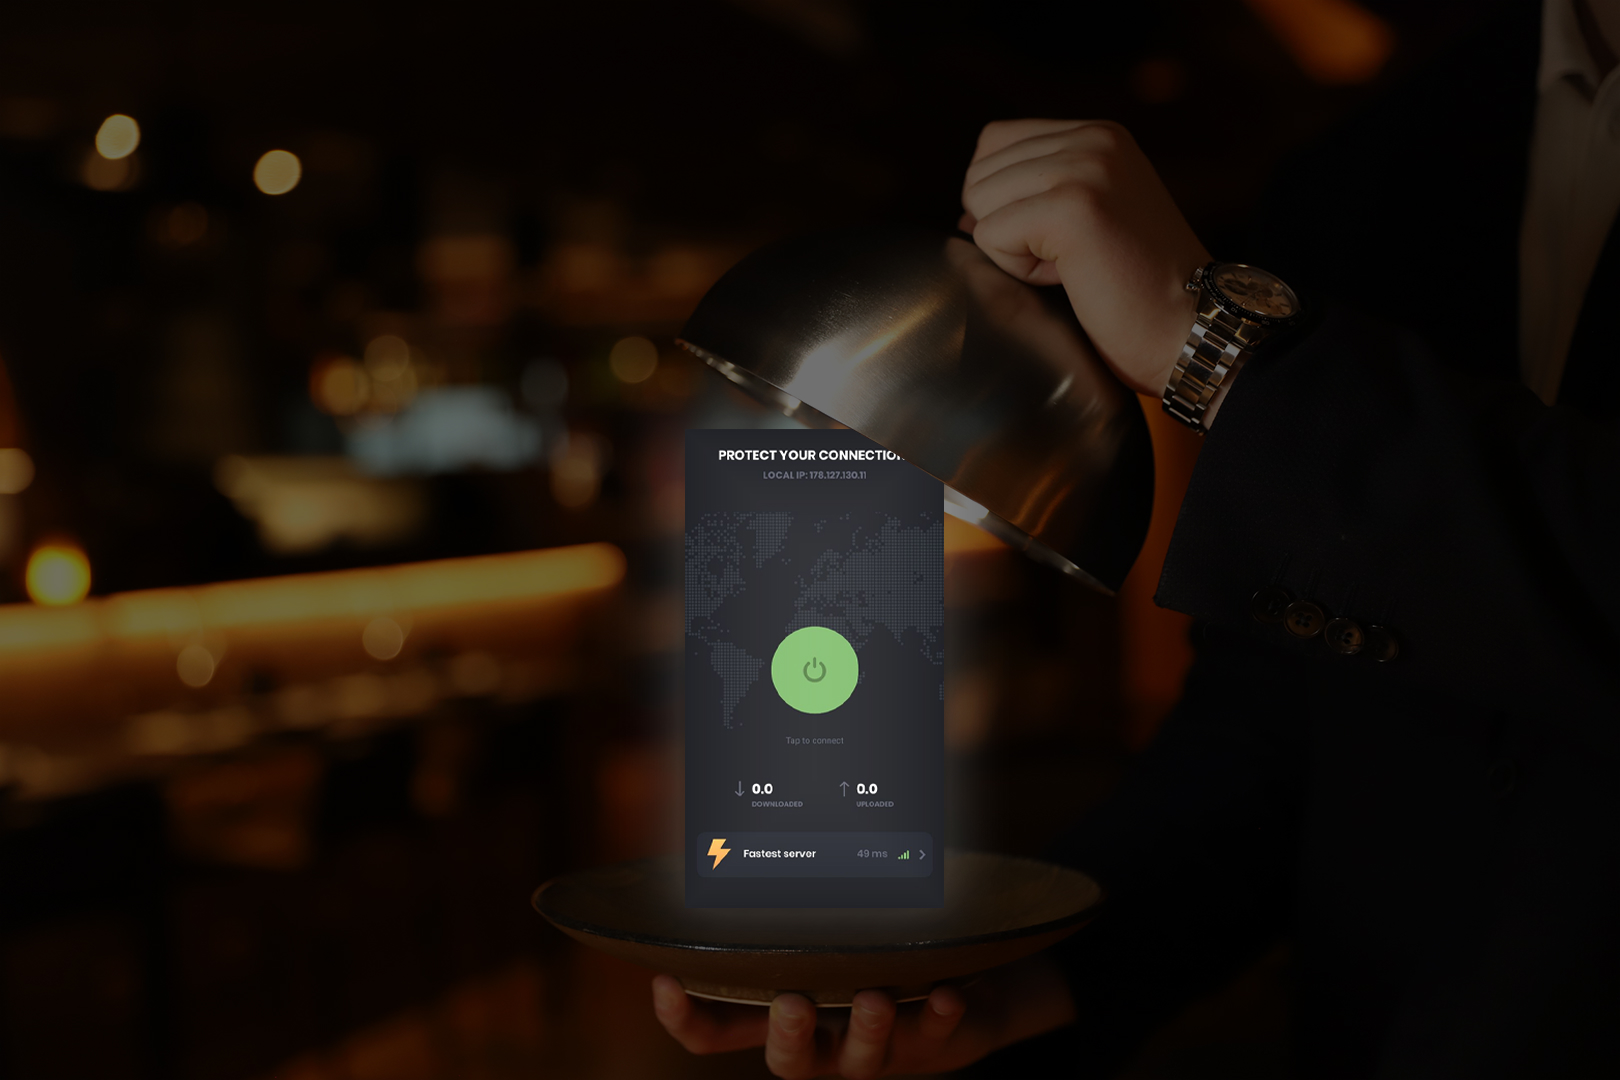 PROTECT YOUR CONNECTION
LOCAL IP: 178.127.130.11
Tap to connect
0.0 0.0
DOWNLOADED UPLOADED
Fastest server 49 ms